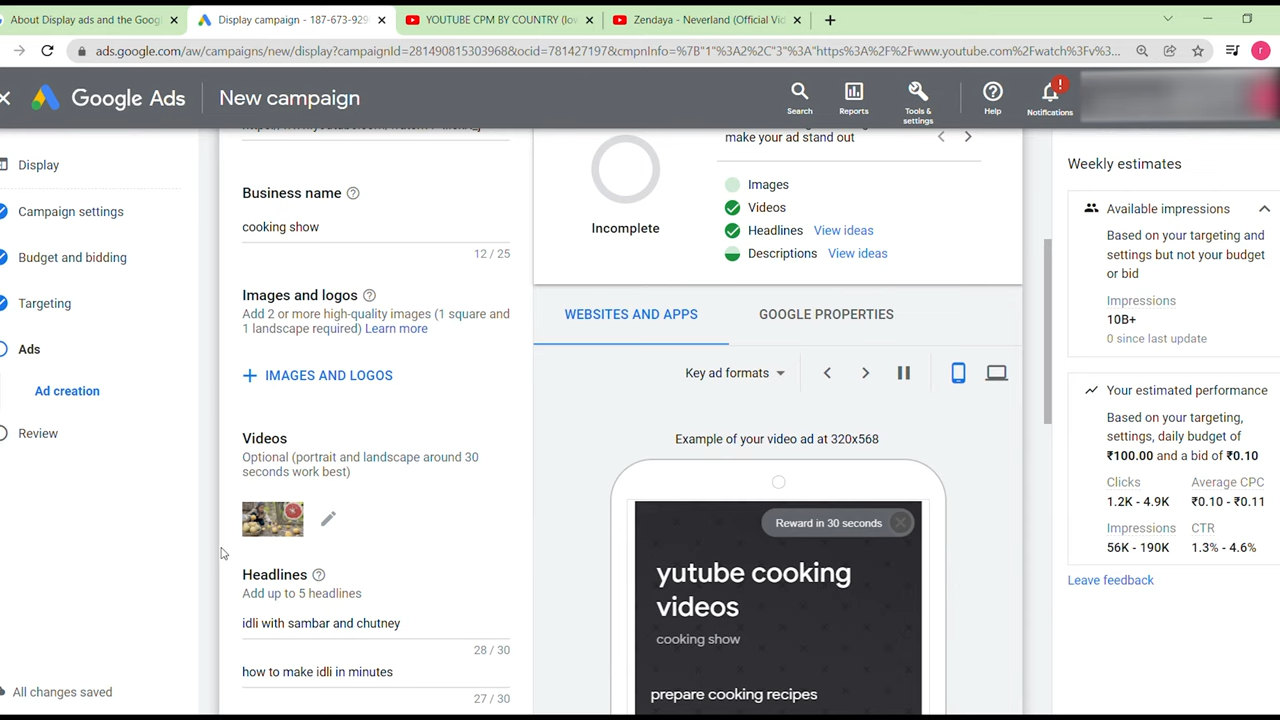 About Display ads and the Goog
Display campaign - 187-673-929
YOUTUBE CPM BY COUNTRY (low
Zendaya - Neverland (Official Vid
ads.google.com/aw/campaigns/new/display?campaignId=281490815303968&ocid=781427197&cmpnInfo=%7B"1"%3A2%2C"3"%3A"https%3A%2F%2Fwww.youtube.com%2Fwatch%3Fv%3...
Google Ads
New campaign
Search
Reports
Tools &
settings
Help
Notifications
Display
Campaign settings
Budget and bidding
Targeting
Ads
Ad creation
Review
All changes saved
Business name
cooking show
12 / 25
Images and logos
Add 2 or more high-quality images (1 square and
1 landscape required) Learn more
+ IMAGES AND LOGOS
Videos
Optional (portrait and landscape around 30
seconds work best)
Headlines
Add up to 5 headlines
idli with sambar and chutney
28 / 30
how to make idli in minutes
27 / 30
Incomplete
make your ad stand out
Images
Videos
Headlines View ideas
Descriptions View ideas
WEBSITES AND APPS
GOOGLE PROPERTIES
Key ad formats
Example of your video ad at 320x568
Reward in 30 seconds
yutube cooking
videos
cooking show
prepare cooking recipes
Weekly estimates
Available impressions
Based on your targeting and
settings but not your budget
or bid
Impressions
10B+
0 since last update
Your estimated performance
Based on your targeting,
settings, daily budget of
₹100.00 and a bid of ₹0.10
Clicks Average CPC
1.2K - 4.9K ₹0.10 - ₹0.11
Impressions CTR
56K - 190K 1.3% - 4.6%
Leave feedback